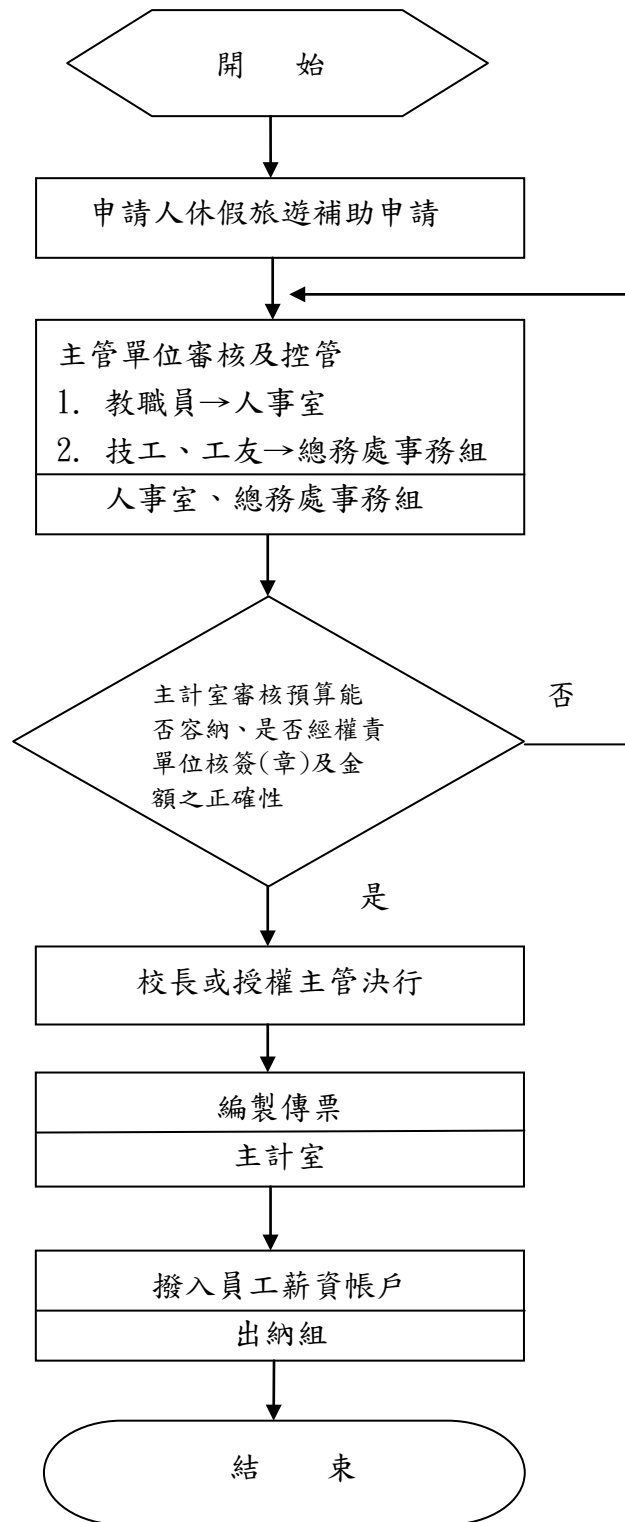 開 始
申請人休假旅遊補助申請
主管單位審核及控管
1. 教職員→人事室
2. 技工、工友→總務處事務組
人事室、總務處事務組
主計室審核預算能
否容納、是否經權責
單位核簽(章)及金
額之正確性
否
是
校長或授權主管決行
編製傳票
主計室
撥入員工薪資帳戶
出納組
結 束